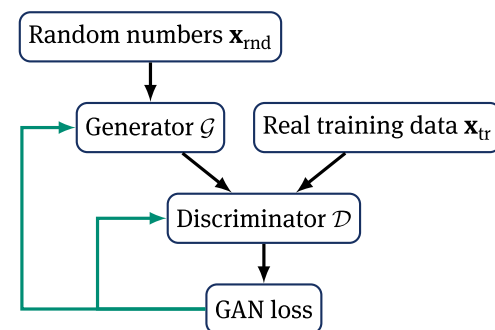 Random numbers x_rnd
Generator 𝒢
Real training data x_tr
Discriminator 𝒟
GAN loss